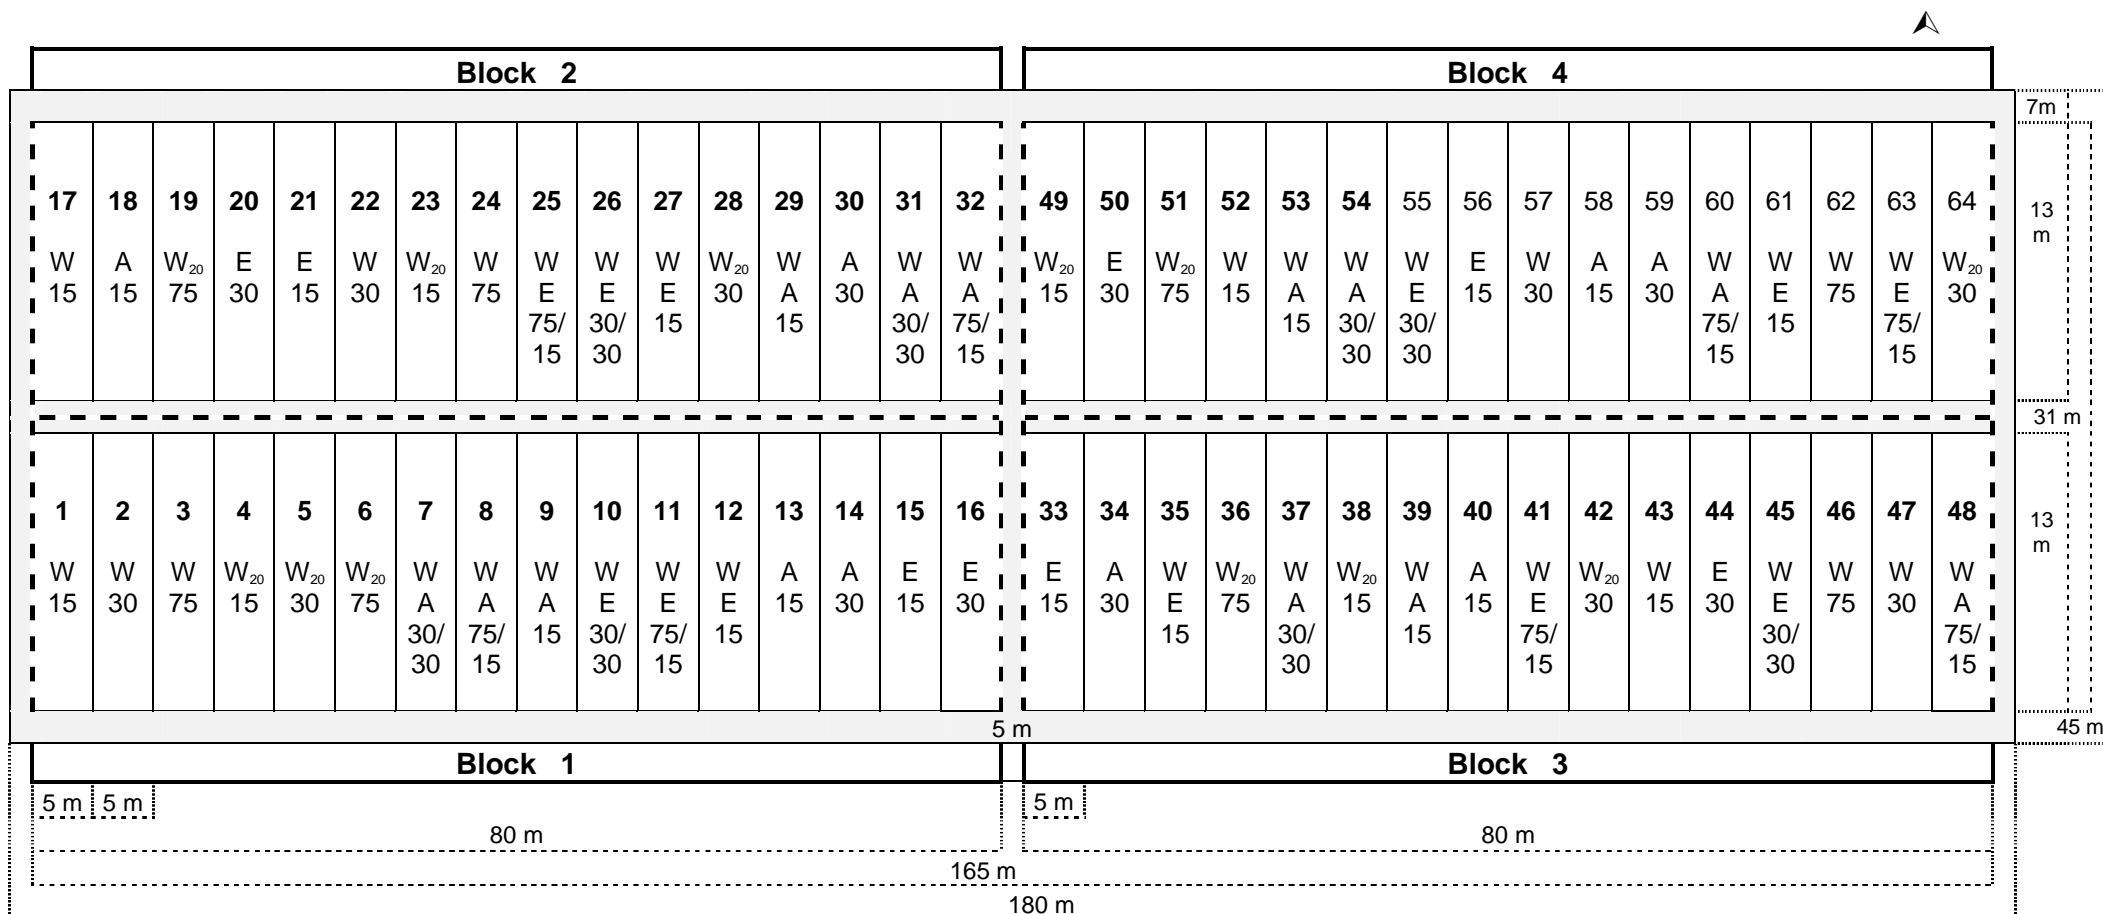 Block 2 Block 4
7m
17 18 19 20 21 22 23 24 25 26 27 28 29 30 31 32 49 50 51 52 53 54 55 56 57 58 59 60 61 62 63 64 13
m
W A W20 E E W W20 W W W W W20 W A W W W20 E W20 W W W W E W A A W W W W W20
15 15 75 30 15 30 15 75 E E E 30 A 30 A A 15 30 75 15 A A E 15 30 15 30 A E 75 E 30
75/ 30/ 15 15 30/ 75/ 15 30/ 30/ 75/ 15 75/
15 30 30 15 30 30 15 15
31 m
1 2 3 4 5 6 7 8 9 10 11 12 13 14 15 16 33 34 35 36 37 38 39 40 41 42 43 44 45 46 47 48 13
m
W W W W20 W20 W20 W W W W W W A A E E E A W W20 W W20 W A W W20 W E W W W W
15 30 75 15 30 75 A A A E E E 15 30 15 30 15 30 E 75 A 15 A 15 E 30 15 30 E 75 30 A
30/ 75/ 15 30/ 75/ 15 15 30/ 15 75/ 30/ 75/
30 15 30 15 30 15 30 15
5 m 45 m
Block 1 Block 3
5 m 5 m 5 m
80 m 80 m
165 m
180 m